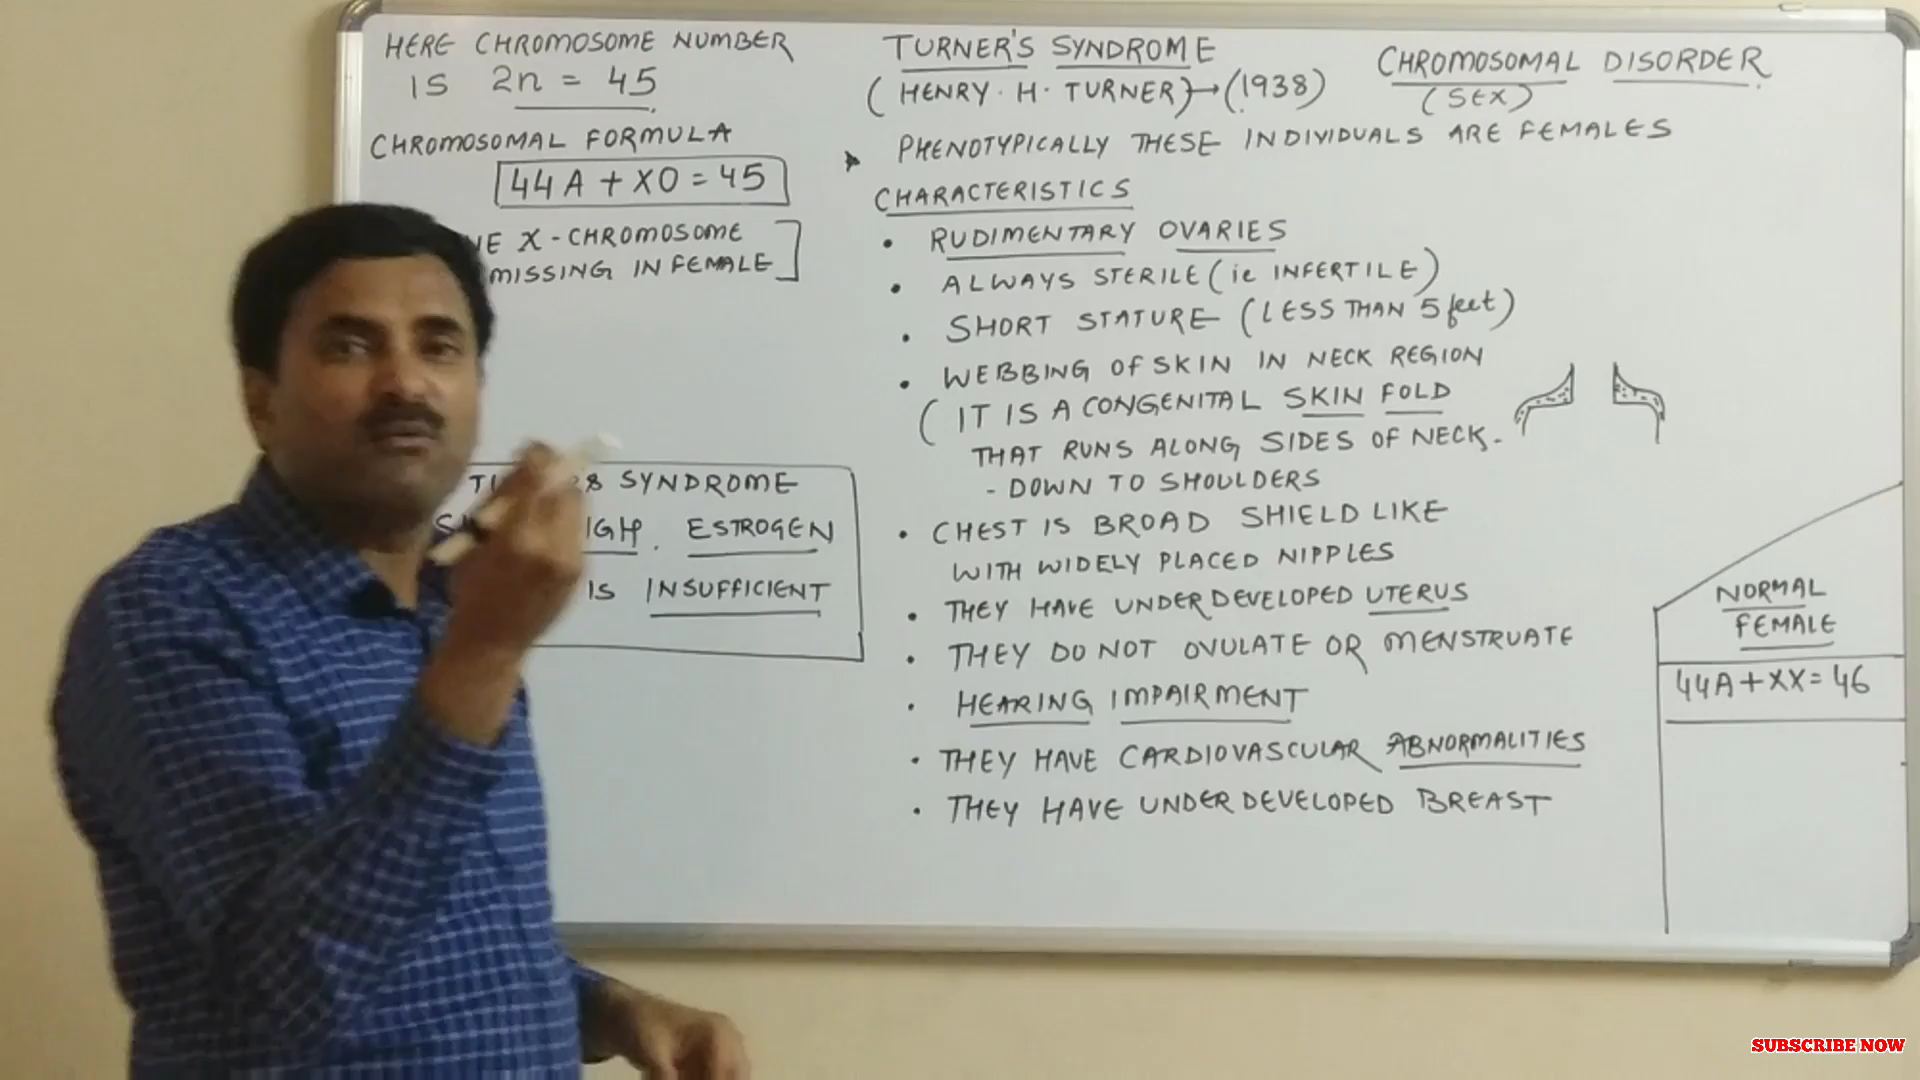 HERE CHROMOSOME NUMBER
IS 2n = 45
CHROMOSOMAL FORMULA
44A + XO = 45
X - CHROMOSOME
MISSING IN FEMALE
SYNDROME
ESTROGEN
IS INSUFFICIENT
TURNER'S SYNDROME
(HENRY. H. TURNER)→(1938)
CHROMOSOMAL DISORDER
(SEX)
PHENOTYPICALLY THESE INDIVIDUALS ARE FEMALES
CHARACTERISTICS
• RUDIMENTARY OVARIES
• ALWAYS STERILE (ie INFERTILE)
• SHORT STATURE (LESS THAN 5 feet)
• WEBBING OF SKIN IN NECK REGION
(IT IS A CONGENITAL SKIN FOLD
THAT RUNS ALONG SIDES OF NECK-
- DOWN TO SHOULDERS
• CHEST IS BROAD SHIELD LIKE
WITH WIDELY PLACED NIPPLES
• THEY HAVE UNDERDEVELOPED UTERUS
• THEY DO NOT OVULATE OR MENSTRUATE
• HEARING IMPAIRMENT
• THEY HAVE CARDIOVASCULAR ABNORMALITIES
• THEY HAVE UNDERDEVELOPED BREAST
NORMAL
FEMALE
44A+XX=46
SUBSCRIBE NOW